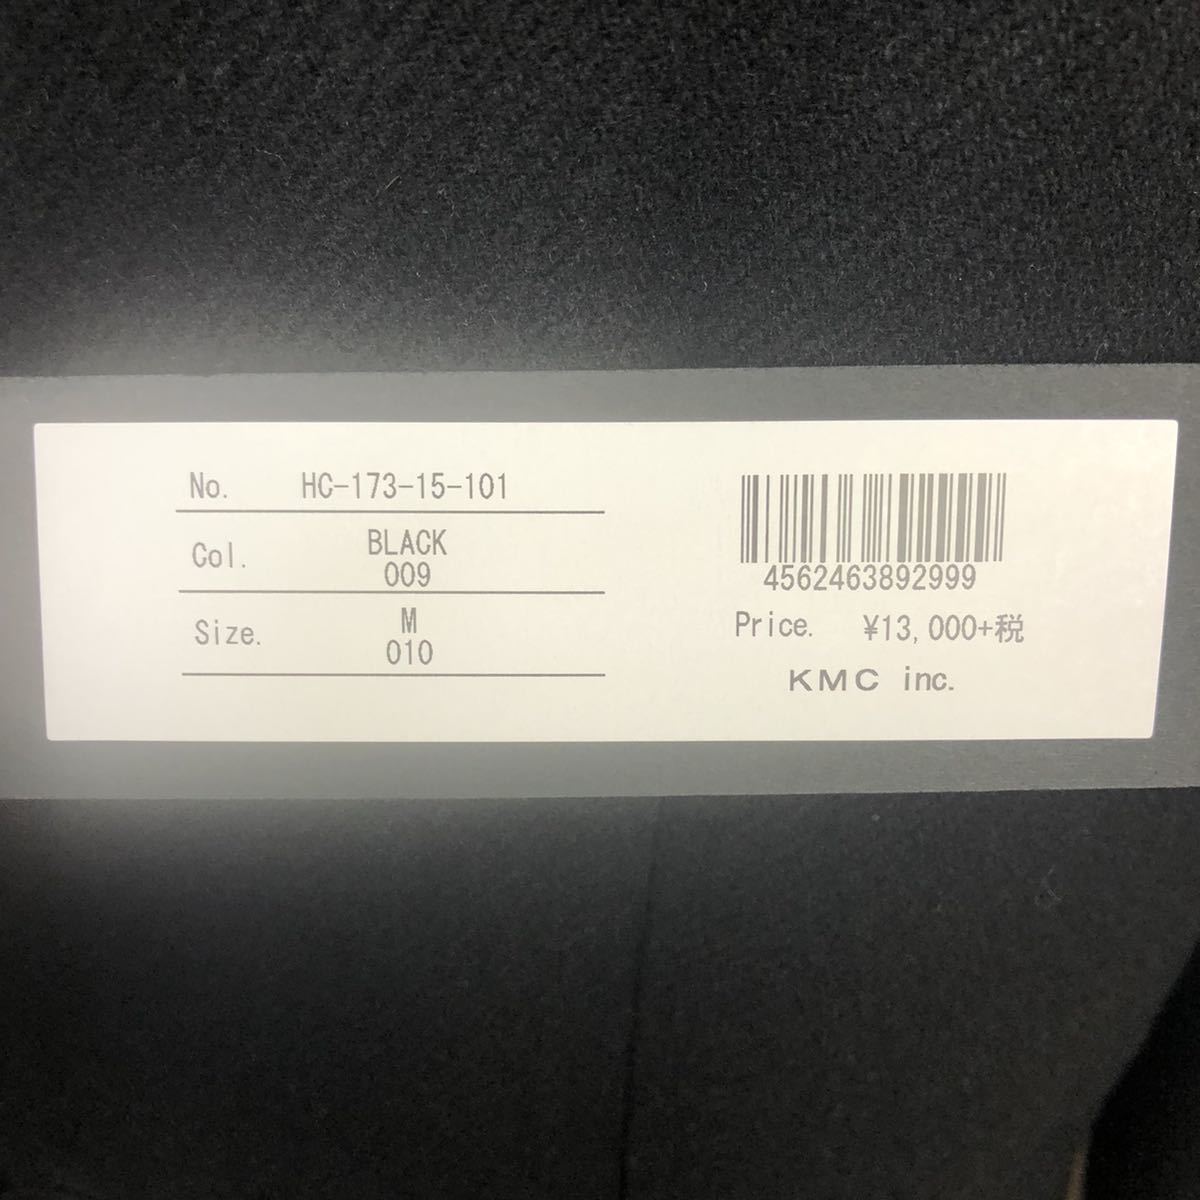 No. HC-173-15-101
Col. BLACK
009
Size. M
010
4562463892999
Price. ¥13,000+税
KMC inc.